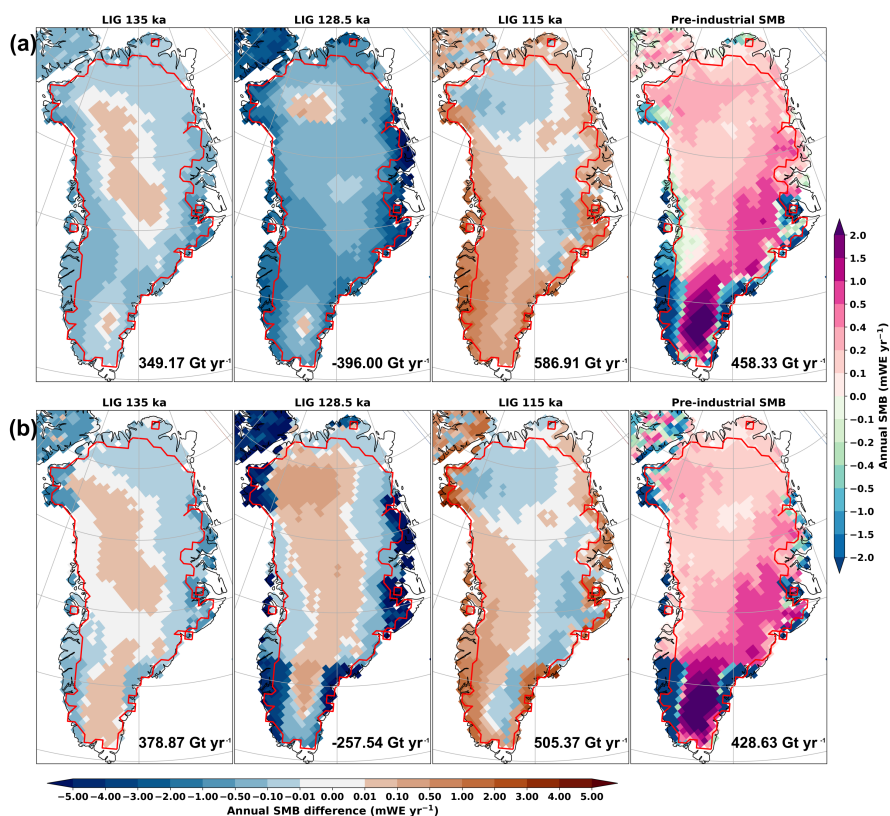 LIG 135 ka LIG 128.5 ka LIG 115 ka Pre-industrial SMB
(a)
349.17 Gt yr⁻¹ -396.00 Gt yr⁻¹ 586.91 Gt yr⁻¹ 458.33 Gt yr⁻¹
LIG 135 ka LIG 128.5 ka LIG 115 ka Pre-industrial SMB
(b)
378.87 Gt yr⁻¹ -257.54 Gt yr⁻¹ 505.37 Gt yr⁻¹ 428.63 Gt yr⁻¹
2.0
1.5
1.0
0.5
0.4
0.2
0.1
0.0
−0.1
−0.2
−0.4
−0.5
−1.0
−1.5
−2.0
Annual SMB (mWE yr⁻¹)
−5.00 −3.00 −2.00 −1.00 −0.50 −0.10 −0.01 0.00 0.01 0.10 0.50 1.00 2.00 3.00 5.00
Annual SMB difference (mWE yr⁻¹)